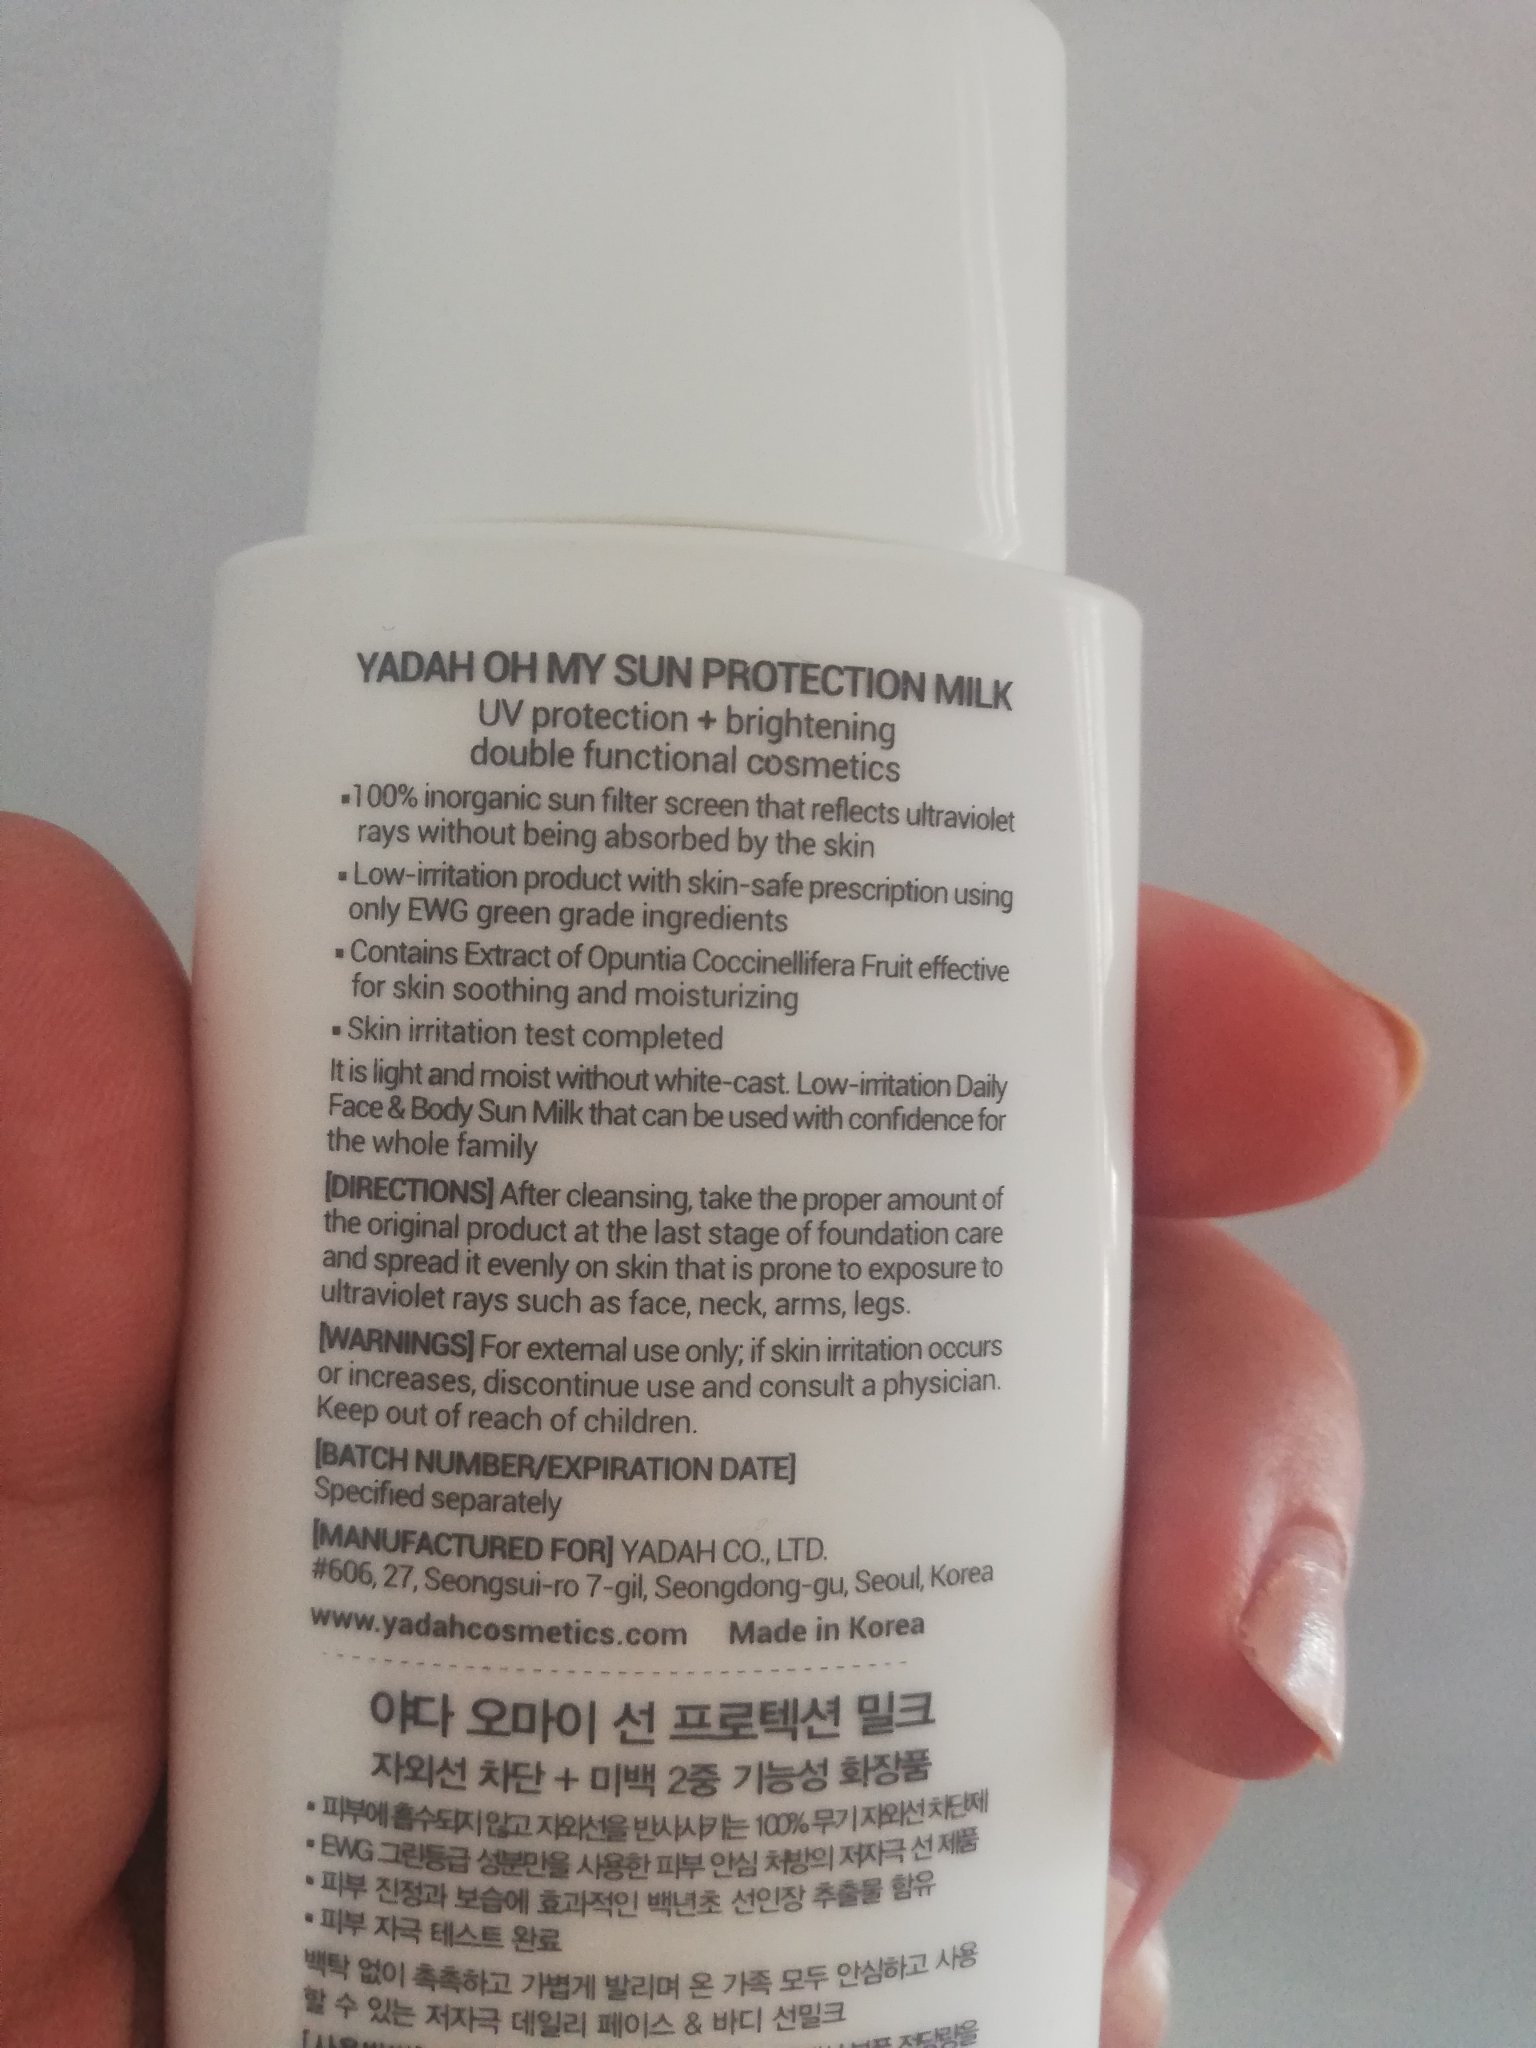 YADAH OH MY SUN PROTECTION MILK
UV protection + brightening
double functional cosmetics
▪100% inorganic sun filter screen that reflects ultraviolet
rays without being absorbed by the skin
▪Low-irritation product with skin-safe prescription using
only EWG green grade ingredients
▪Contains Extract of Opuntia Coccinellifera Fruit effective
for skin soothing and moisturizing
▪Skin irritation test completed
It is light and moist without white-cast. Low-irritation Daily
Face & Body Sun Milk that can be used with confidence for
the whole family
[DIRECTIONS] After cleansing, take the proper amount of
the original product at the last stage of foundation care
and spread it evenly on skin that is prone to exposure to
ultraviolet rays such as face, neck, arms, legs.
[WARNINGS] For external use only; if skin irritation occurs
or increases, discontinue use and consult a physician.
Keep out of reach of children.
[BATCH NUMBER/EXPIRATION DATE]
Specified separately
[MANUFACTURED FOR] YADAH CO., LTD.
#606, 27, Seongsui-ro 7-gil, Seongdong-gu, Seoul, Korea
www.yadahcosmetics.com Made in Korea
야다 오마이 선 프로텍션 밀크
자외선 차단 + 미백 2중 기능성 화장품
▪피부에 흡수되지 않고 자외선을 반사시키는 100% 무기 자외선 차단제
▪EWG 그린등급 성분만을 사용한 피부 안심 처방의 저자극 선 제품
▪피부 진정과 보습에 효과적인 백년초 선인장 추출물 함유
▪피부 자극 테스트 완료
백탁 없이 촉촉하고 가볍게 발리며 온 가족 모두 안심하고 사용
할 수 있는 저자극 데일리 페이스 & 바디 선밀크